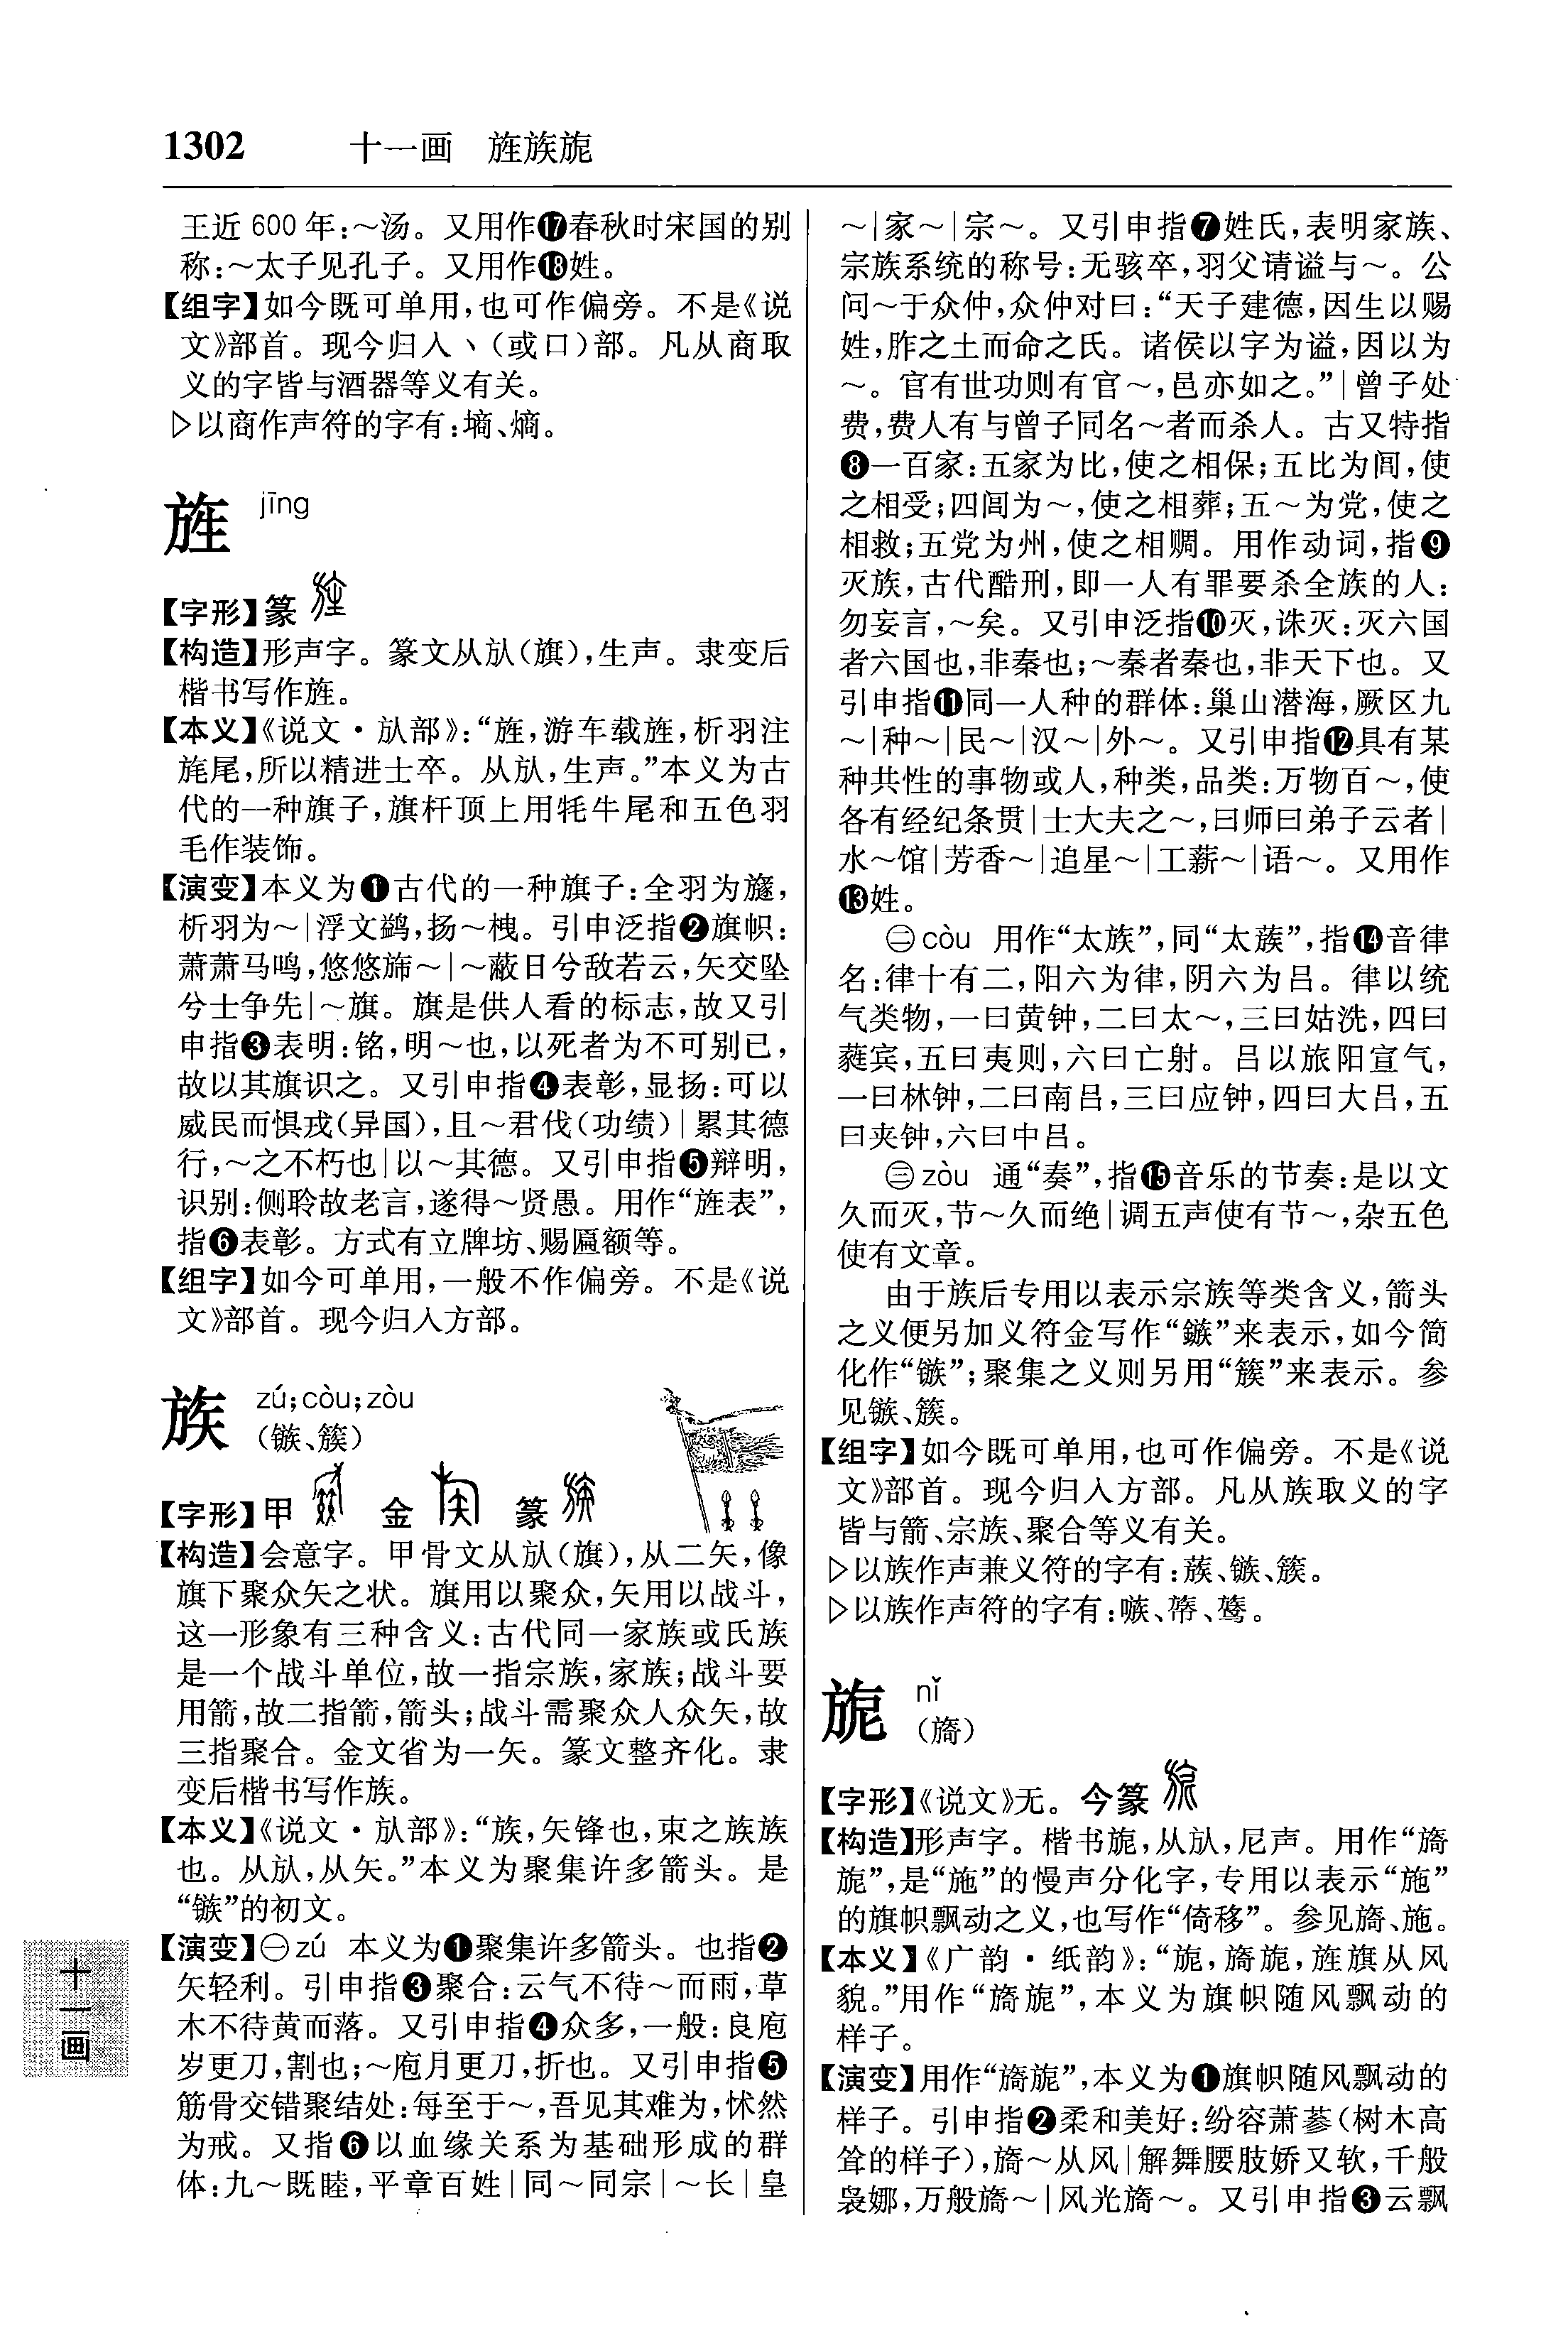 1302 十一画 旌族旎
王近600年：～汤。又用作⓱春秋时宋国的别
称：～太子见孔子。又用作⓲姓。
【组字】如今既可单用，也可作偏旁。不是《说
文》部首。现今归入丶（或口）部。凡从商取
义的字皆与酒器等义有关。
▷以商作声符的字有：墒、熵。
旌 jīng
【字形】篆
【构造】形声字。篆文从㫃（旗），生声。隶变后
楷书写作旌。
【本义】《说文·㫃部》：“旌，游车载旌，析羽注
旄尾，所以精进士卒。从㫃，生声。”本义为古
代的一种旗子，旗杆顶上用牦牛尾和五色羽
毛作装饰。
【演变】本义为❶古代的一种旗子：全羽为旞，
析羽为～|浮文鹢，扬～栧。引申泛指❷旗帜：
萧萧马鸣，悠悠旆～|～蔽日兮敌若云，矢交坠
兮士争先|～旗。旗是供人看的标志，故又引
申指❸表明：铭，明～也，以死者为不可别已，
故以其旗识之。又引申指❹表彰，显扬：可以
威民而惧戎（异国），且～君伐（功绩）|累其德
行，～之不朽也|以～其德。又引申指❺辩明，
识别：侧聆故老言，遂得～贤愚。用作“旌表”，
指❻表彰。方式有立牌坊、赐匾额等。
【组字】如今可单用，一般不作偏旁。不是《说
文》部首。现今归入方部。
族 zú；còu；zòu
（镞、簇）
【字形】甲 金 篆
【构造】会意字。甲骨文从㫃（旗），从二矢，像
旗下聚众矢之状。旗用以聚众，矢用以战斗，
这一形象有三种含义：古代同一家族或氏族
是一个战斗单位，故一指宗族，家族；战斗要
用箭，故二指箭，箭头；战斗需聚众人众矢，故
三指聚合。金文省为一矢。篆文整齐化。隶
变后楷书写作族。
【本义】《说文·㫃部》：“族，矢锋也，束之族族
也。从㫃，从矢。”本义为聚集许多箭头。是
“镞”的初文。
【演变】㊀zú 本义为❶聚集许多箭头。也指❷
矢轻利。引申指❸聚合：云气不待～而雨，草
木不待黄而落。又引申指❹众多，一般：良庖
岁更刀，割也；～庖月更刀，折也。又引申指❺
筋骨交错聚结处：每至于～，吾见其难为，怵然
为戒。又指❻以血缘关系为基础形成的群
体：九～既睦，平章百姓|同～同宗|～长|皇
～|家～|宗～。又引申指❼姓氏，表明家族、
宗族系统的称号：无骇卒，羽父请谥与～。公
问～于众仲，众仲对曰：“天子建德，因生以赐
姓，胙之土而命之氏。诸侯以字为谥，因以为
～。官有世功则有官～，邑亦如之。”|曾子处
费，费人有与曾子同名～者而杀人。古又特指
❽一百家：五家为比，使之相保；五比为闾，使
之相受；四闾为～，使之相葬；五～为党，使之
相救；五党为州，使之相赒。用作动词，指❾
灭族，古代酷刑，即一人有罪要杀全族的人：
勿妄言，～矣。又引申泛指❿灭，诛灭：灭六国
者六国也，非秦也；～秦者秦也，非天下也。又
引申指⓫同一人种的群体：巢山潜海，厥区九
～|种～|民～|汉～|外～。又引申指⓬具有某
种共性的事物或人，种类，品类：万物百～，使
各有经纪条贯|士大夫之～，曰师曰弟子云者|
水～馆|芳香～|追星～|工薪～|语～。又用作
⓭姓。
㊁còu 用作“太族”，同“太蔟”，指⓮音律
名：律十有二，阳六为律，阴六为吕。律以统
气类物，一曰黄钟，二曰太～，三曰姑洗，四曰
蕤宾，五曰夷则，六曰亡射。吕以旅阳宣气，
一曰林钟，二曰南吕，三曰应钟，四曰大吕，五
曰夹钟，六曰中吕。
㊂zòu 通“奏”，指⓯音乐的节奏：是以文
久而灭，节～久而绝|调五声使有节～，杂五色
使有文章。
由于族后专用以表示宗族等类含义，箭头
之义便另加义符金写作“鏃”来表示，如今简
化作“镞”；聚集之义则另用“簇”来表示。参
见镞、簇。
【组字】如今既可单用，也可作偏旁。不是《说
文》部首。现今归入方部。凡从族取义的字
皆与箭、宗族、聚合等义有关。
▷以族作声兼义符的字有：蔟、镞、簇。
▷以族作声符的字有：嗾、㵀、鷟。
旎 nǐ
（旖）
【字形】《说文》无。今篆
【构造】形声字。楷书旎，从㫃，尼声。用作“旖
旎”，是“施”的慢声分化字，专用以表示“施”
的旗帜飘动之义，也写作“倚移”。参见旖、施。
【本义】《广韵·纸韵》：“旎，旖旎，旌旗从风
貌。”用作“旖旎”，本义为旗帜随风飘动的
样子。
【演变】用作“旖旎”，本义为❶旗帜随风飘动的
样子。引申指❷柔和美好：纷容萧蔘（树木高
耸的样子），旖～从风|解舞腰肢娇又软，千般
袅娜，万般旖～|风光旖～。又引申指❸云飘
十一画